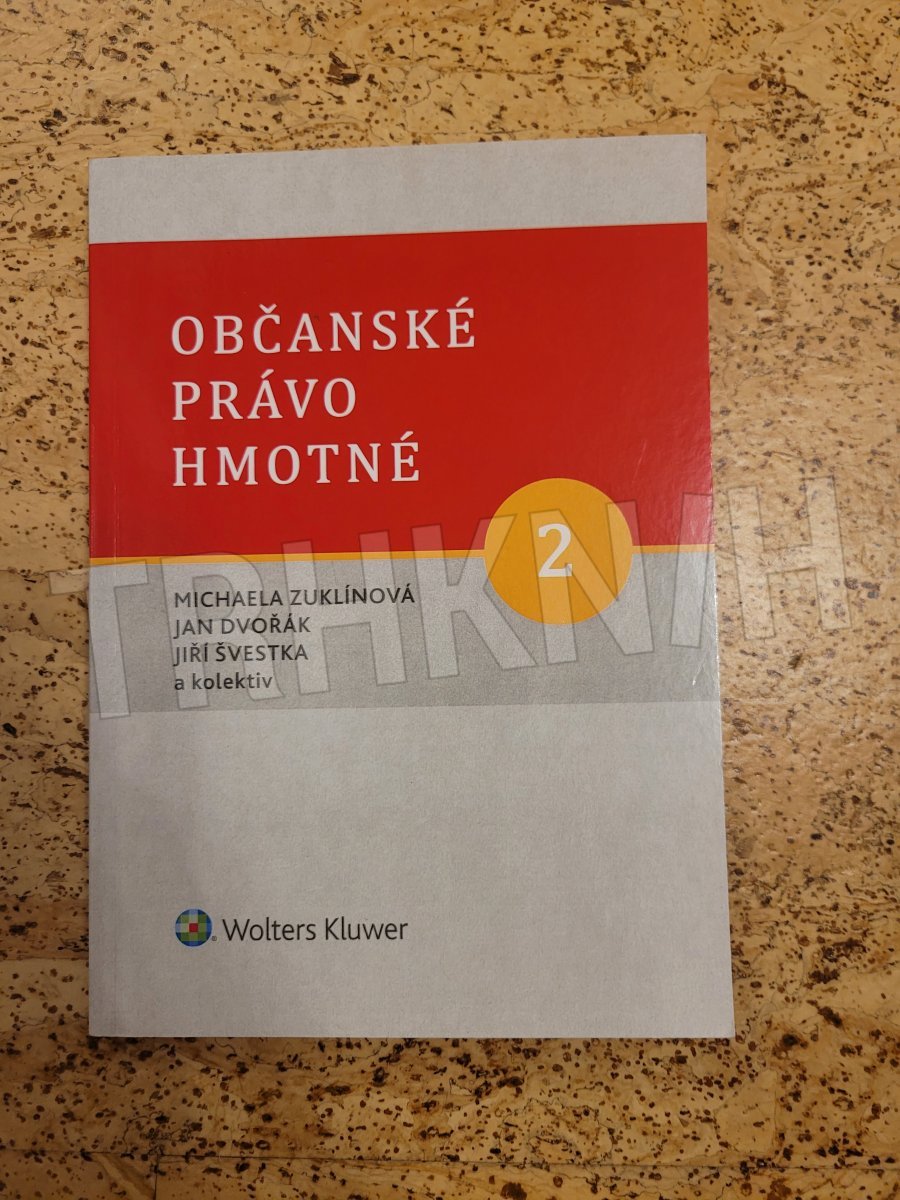 OBČANSKÉ
PRÁVO
HMOTNÉ
2
MICHAELA ZUKLÍNOVÁ
JAN DVOŘÁK
JIŘÍ ŠVESTKA
a kolektiv
TRHKNIH
Wolters Kluwer